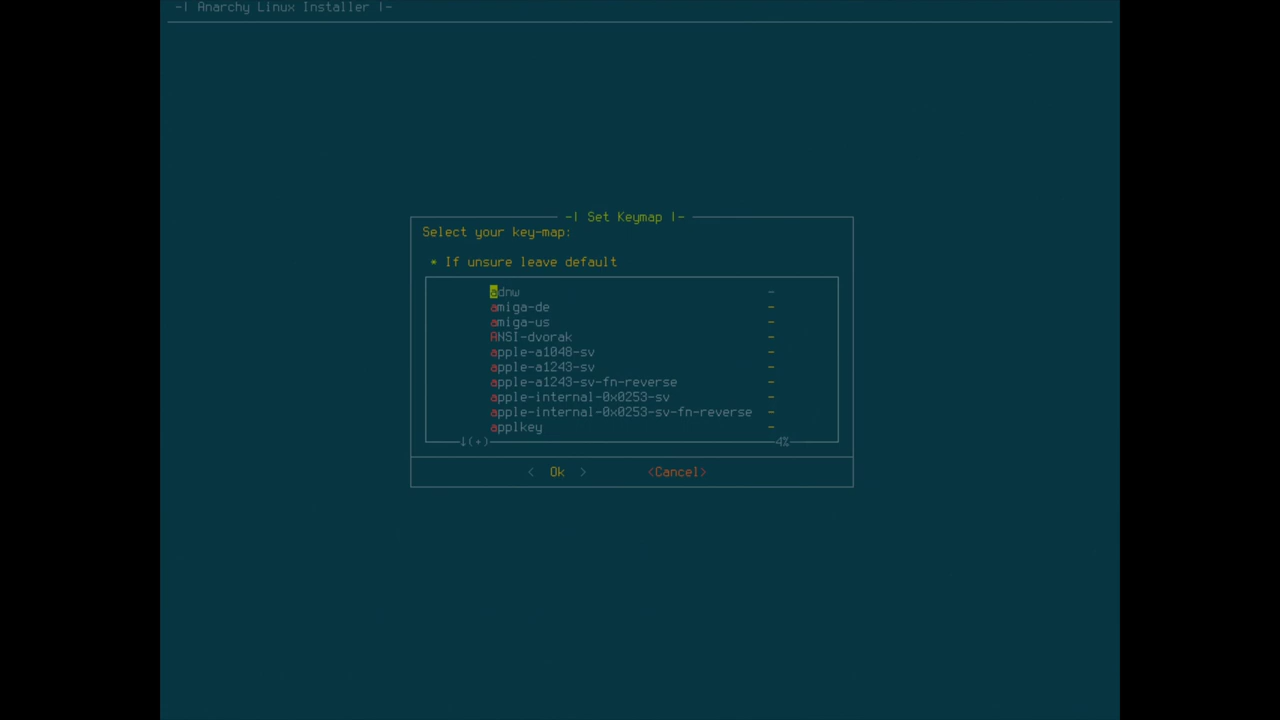 -| Anarchy Linux Installer |-
-| Set Keymap |-
Select your key-map:
* If unsure leave default
adnw -
amiga-de -
amiga-us -
ANSI-dvorak -
apple-a1048-sv -
apple-a1243-sv -
apple-a1243-sv-fn-reverse -
apple-internal-0x0253-sv -
apple-internal-0x0253-sv-fn-reverse -
applkey -
↓(+) 4%
< Ok > <Cancel>